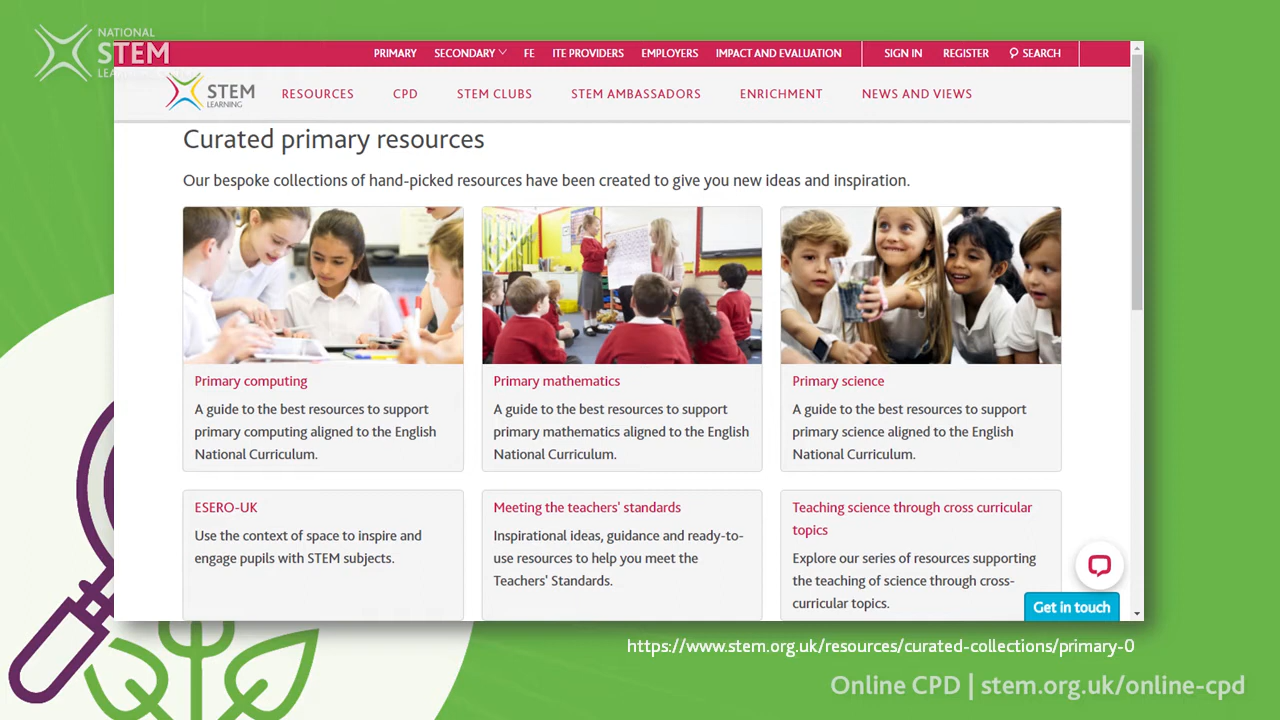 NATIONAL
STEM
LEARNING
PRIMARY SECONDARY FE ITE PROVIDERS EMPLOYERS IMPACT AND EVALUATION SIGN IN REGISTER SEARCH
STEM
LEARNING
RESOURCES CPD STEM CLUBS STEM AMBASSADORS ENRICHMENT NEWS AND VIEWS
Curated primary resources
Our bespoke collections of hand-picked resources have been created to give you new ideas and inspiration.
Primary computing
A guide to the best resources to support
primary computing aligned to the English
National Curriculum.
Primary mathematics
A guide to the best resources to support
primary mathematics aligned to the English
National Curriculum.
Primary science
A guide to the best resources to support
primary science aligned to the English
National Curriculum.
ESERO-UK
Use the context of space to inspire and
engage pupils with STEM subjects.
Meeting the teachers' standards
Inspirational ideas, guidance and ready-to-
use resources to help you meet the
Teachers' Standards.
Teaching science through cross curricular
topics
Explore our series of resources supporting
the teaching of science through cross-
curricular topics.
Get in touch
https://www.stem.org.uk/resources/curated-collections/primary-0
Online CPD | stem.org.uk/online-cpd